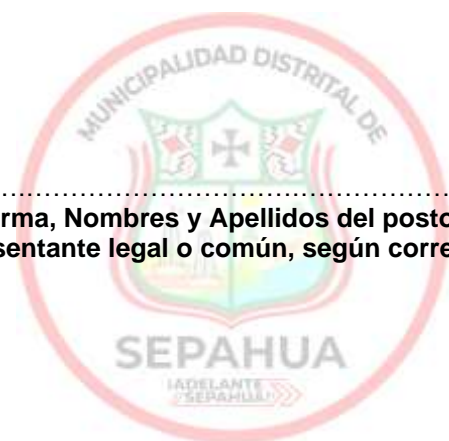 MUNICIPALIDAD DISTRITAL DE
................................................................
rma, Nombres y Apellidos del posto
sentante legal o común, según corre
SEPAHUA
¡ADELANTE
SEPAHUA!